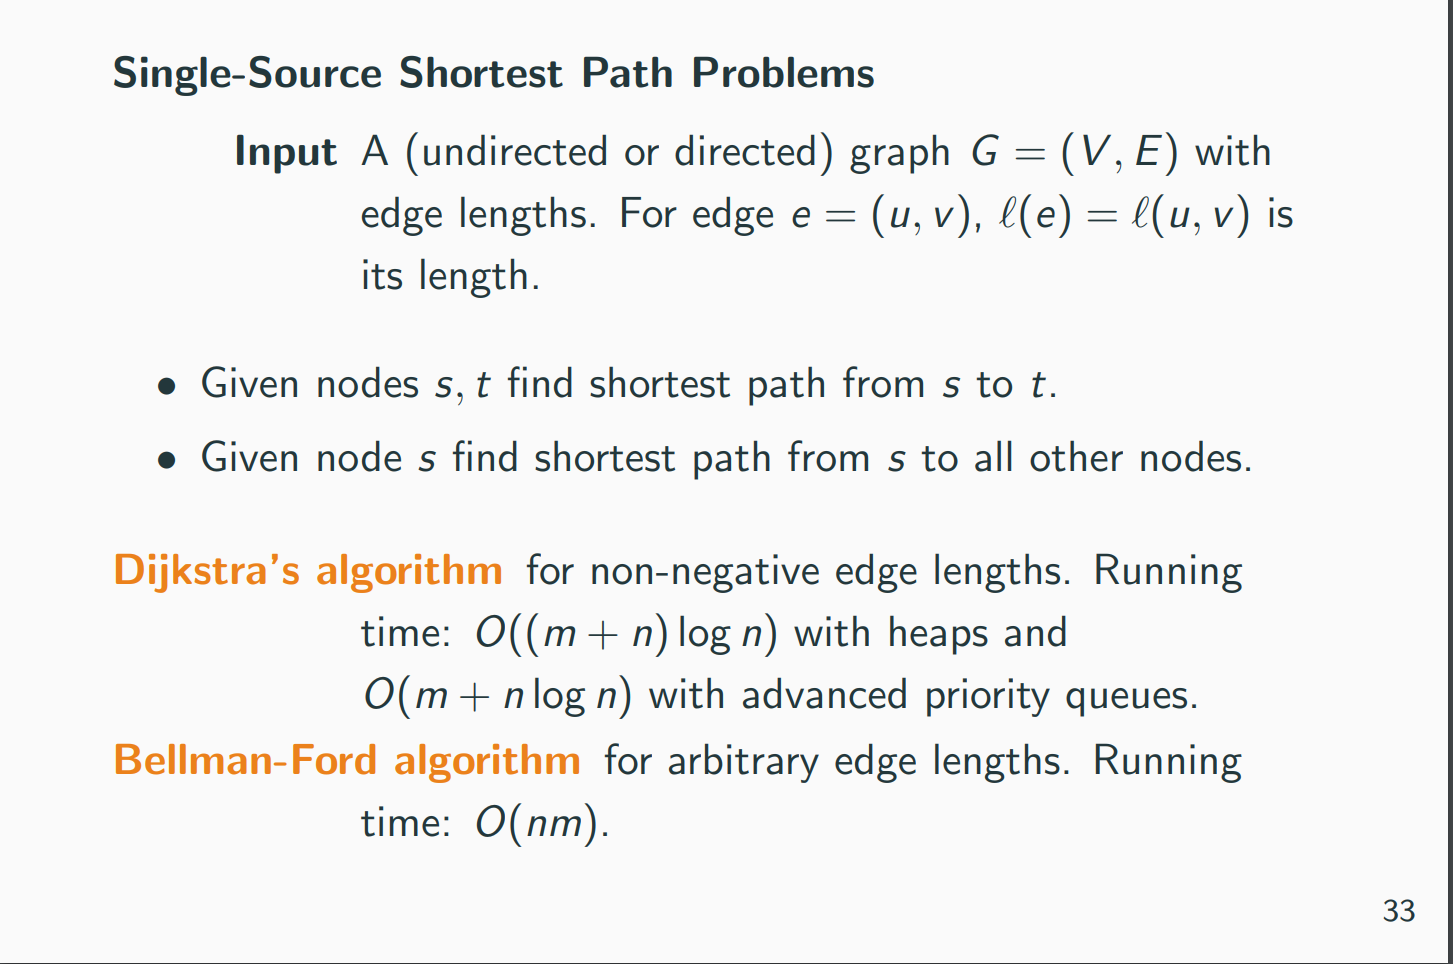 Single-Source Shortest Path Problems
Input A (undirected or directed) graph G = (V, E) with
edge lengths. For edge e = (u, v), ℓ(e) = ℓ(u, v) is
its length.
• Given nodes s, t find shortest path from s to t.
• Given node s find shortest path from s to all other nodes.
Dijkstra's algorithm for non-negative edge lengths. Running
time: O((m + n) log n) with heaps and
O(m + n log n) with advanced priority queues.
Bellman-Ford algorithm for arbitrary edge lengths. Running
time: O(nm).
33